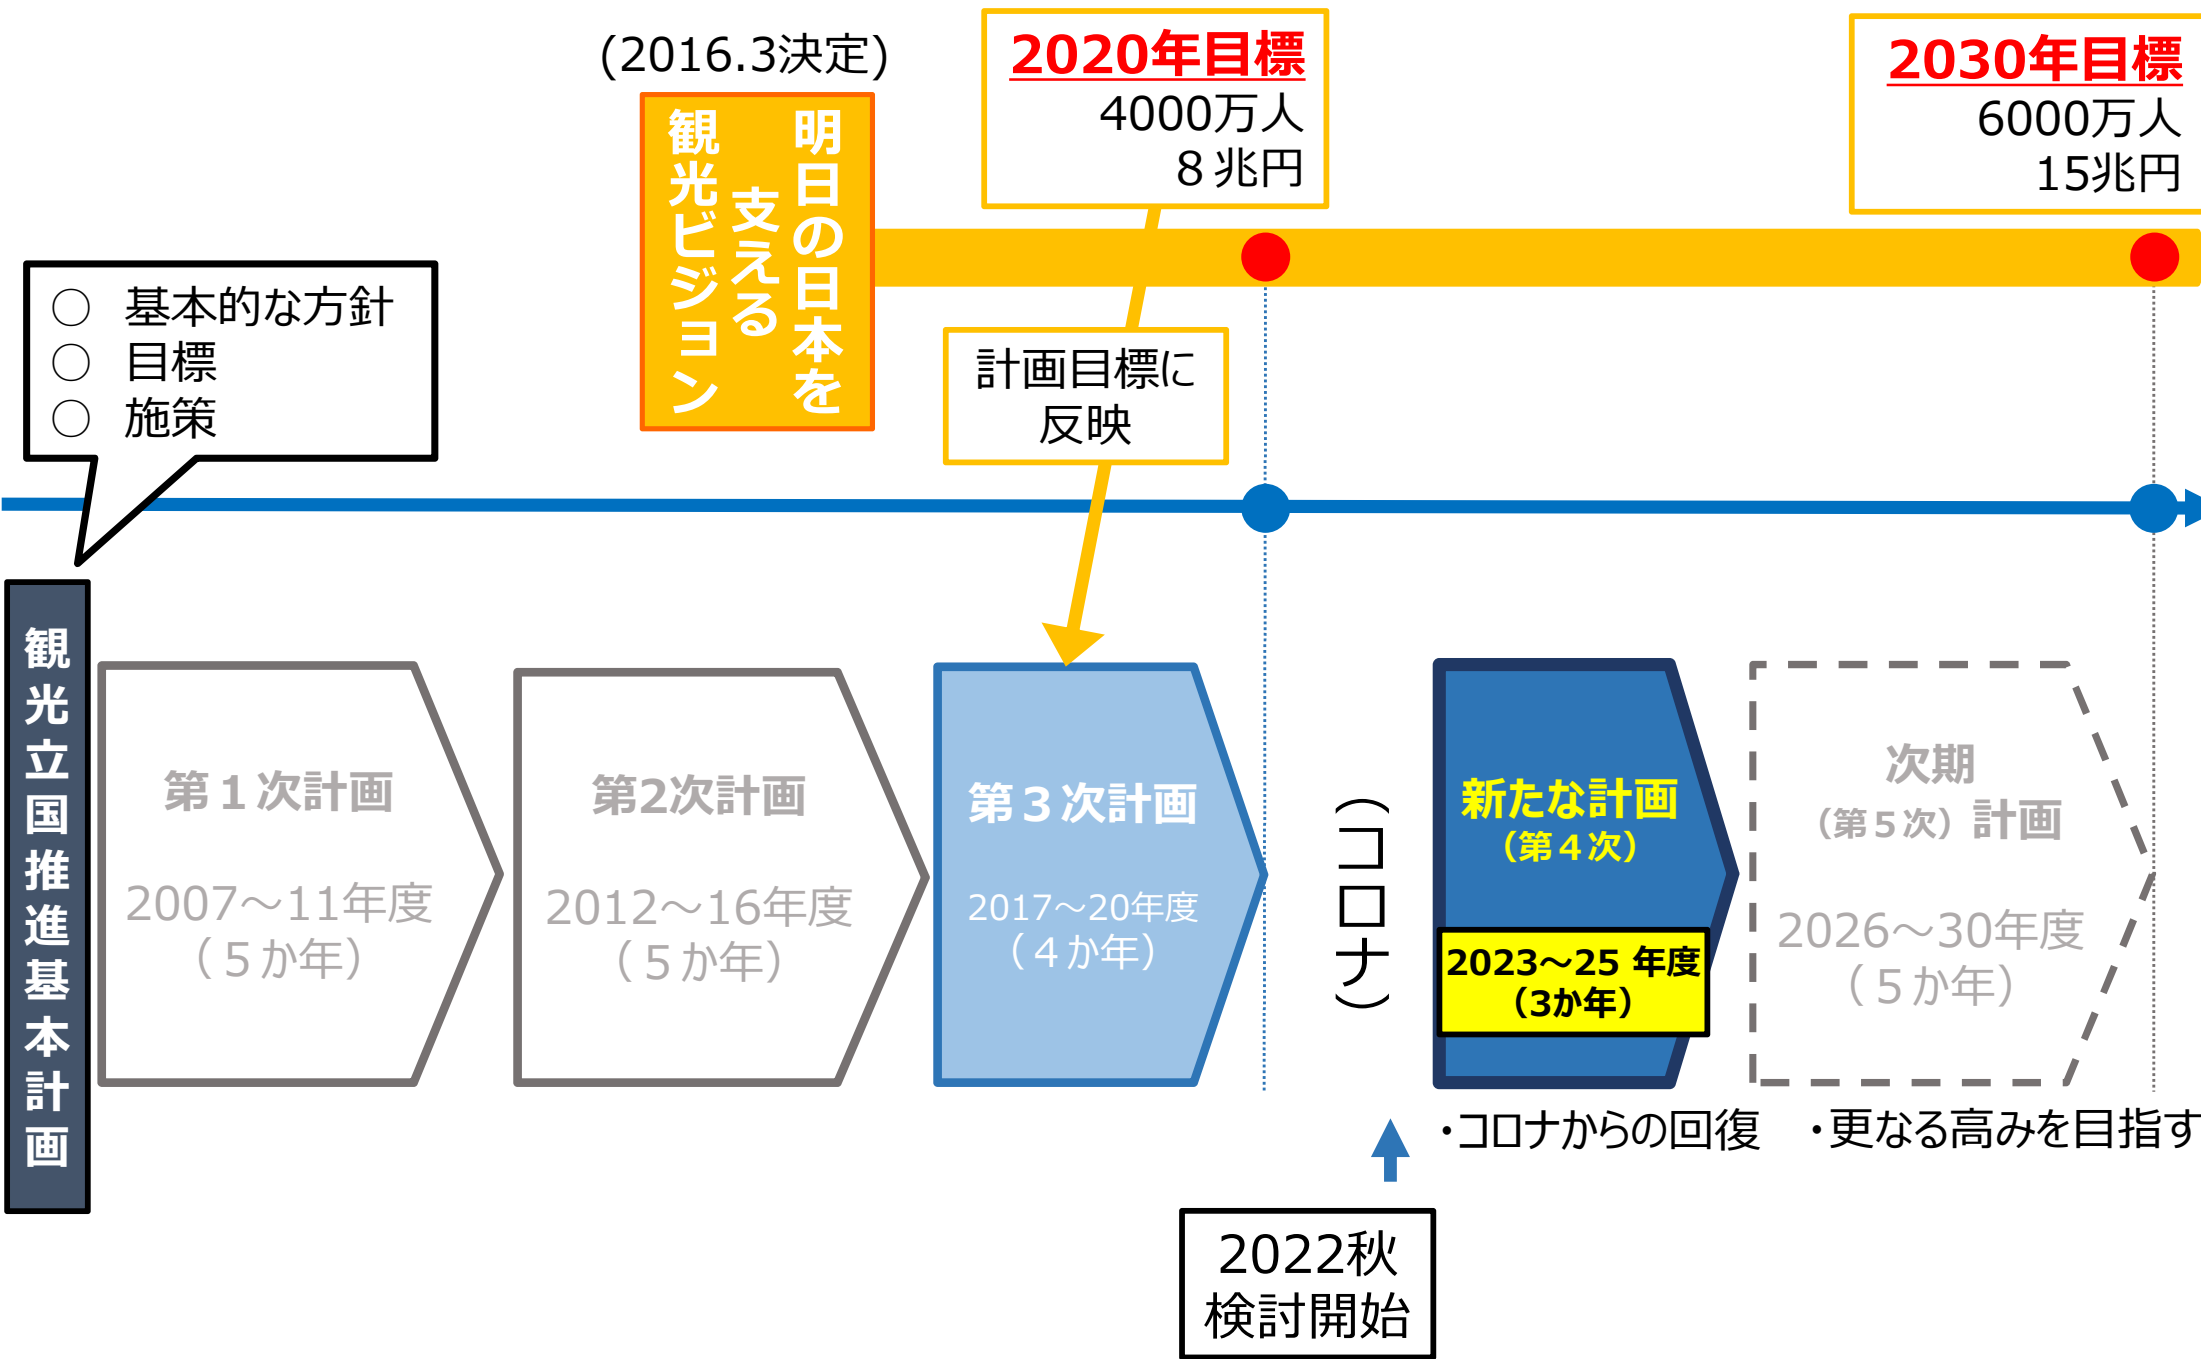 (2016.3決定)
明日の日本を
支える
観光ビジョン
2020年目標
4000万人
８兆円
2030年目標
6000万人
15兆円
○ 基本的な方針
○ 目標
○ 施策
計画目標に
反映
観光立国推進基本計画
第１次計画
2007～11年度
（５か年）
第2次計画
2012～16年度
（５か年）
第３次計画
2017～20年度
（４か年）
（コロナ）
新たな計画
（第４次）
2023～25 年度
（3か年）
次期
（第５次）計画
2026～30年度
（５か年）
・コロナからの回復
・更なる高みを目指す
2022秋
検討開始